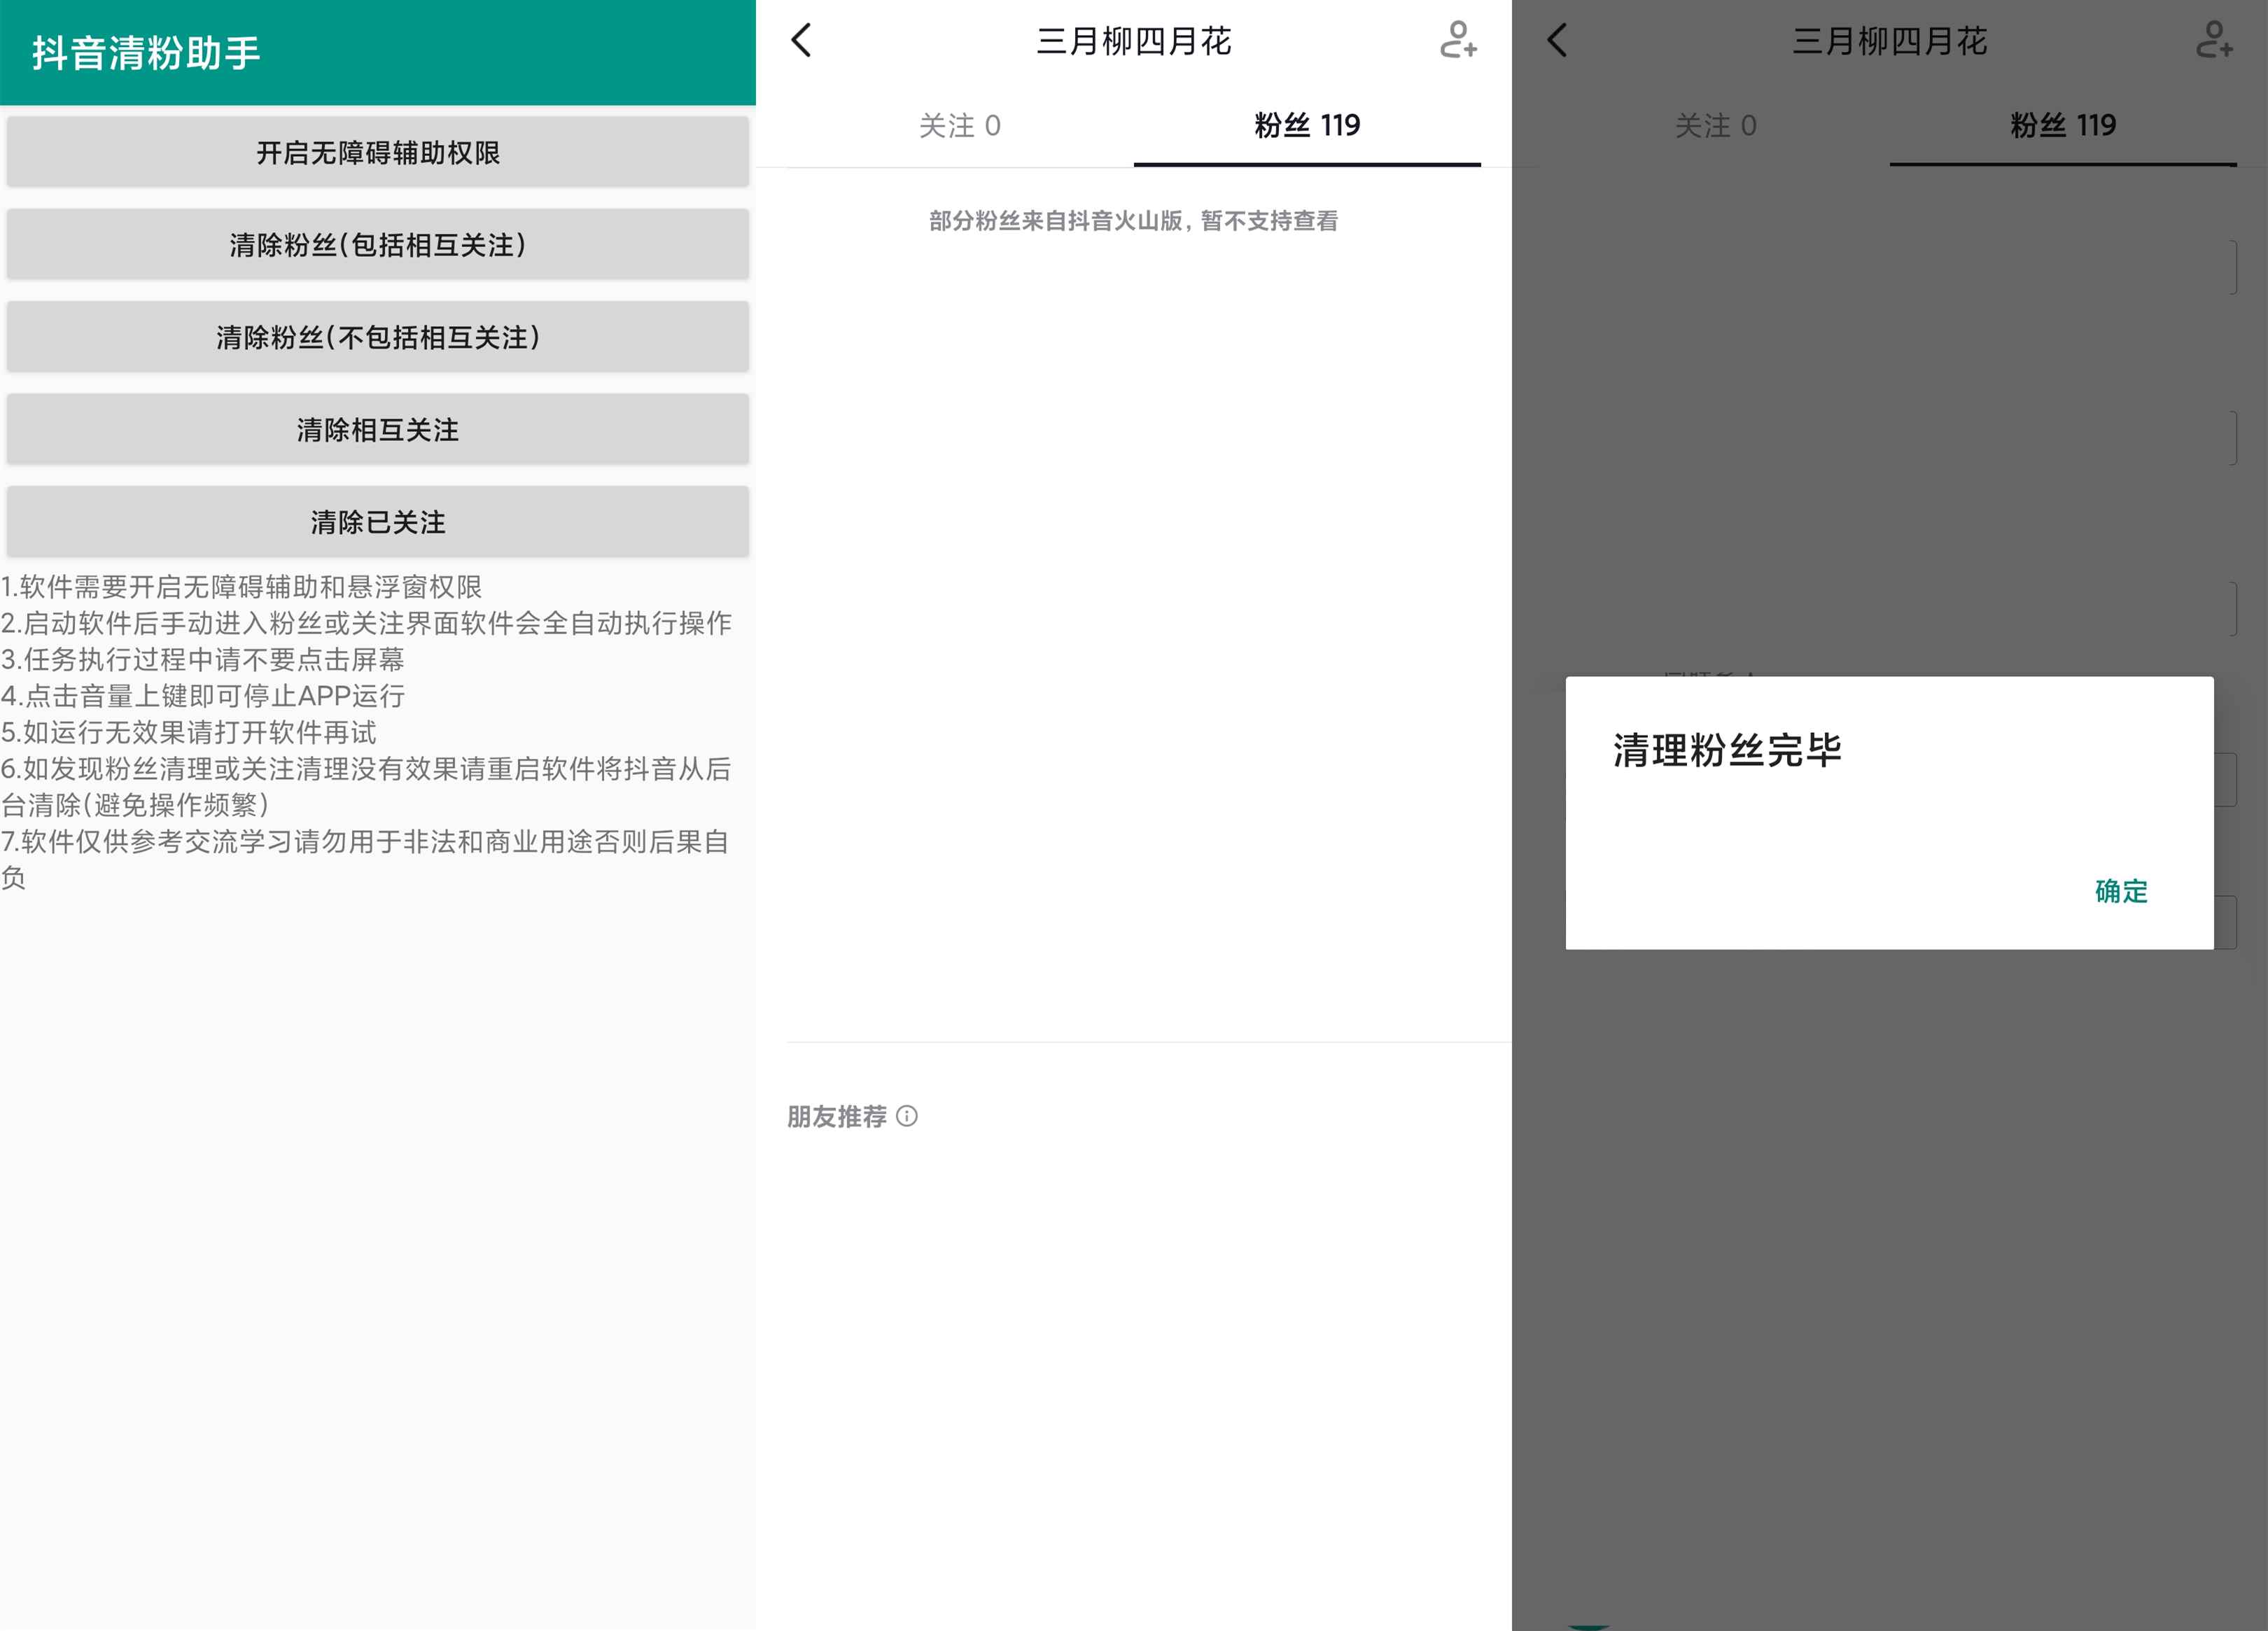 抖音清粉助手
开启无障碍辅助权限
清除粉丝(包括相互关注)
清除粉丝(不包括相互关注)
清除相互关注
清除已关注
1.软件需要开启无障碍辅助和悬浮窗权限
2.启动软件后手动进入粉丝或关注界面软件会全自动执行操作
3.任务执行过程中请不要点击屏幕
4.点击音量上键即可停止APP运行
5.如运行无效果请打开软件再试
6.如发现粉丝清理或关注清理没有效果请重启软件将抖音从后
台清除(避免操作频繁)
7.软件仅供参考交流学习请勿用于非法和商业用途否则后果自
负
三月柳四月花
关注 0
粉丝 119
部分粉丝来自抖音火山版，暂不支持查看
朋友推荐
三月柳四月花
关注 0
粉丝 119
清理粉丝完毕
确定